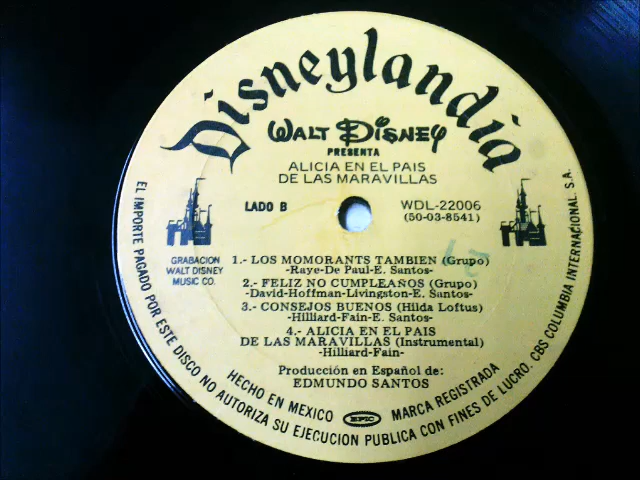 Disneylandia
WALT DISNEY
PRESENTA
ALICIA EN EL PAIS
DE LAS MARAVILLAS
LADO B
WDL-22006
(50-03-8541)
GRABACION
WALT DISNEY
MUSIC CO.
1.- LOS MOMORANTS TAMBIEN (Grupo)
-Raye-De Paul-E. Santos-
2.- FELIZ NO CUMPLEAÑOS (Grupo)
-David-Hoffman-Livingston-E. Santos-
3.- CONSEJOS BUENOS (Hilda Loftus)
-Hilliard-Fain-E. Santos-
4.- ALICIA EN EL PAIS
DE LAS MARAVILLAS (Instrumental)
-Hilliard-Fain-
Producción en Español de:
EDMUNDO SANTOS
HECHO EN MEXICO EPIC MARCA REGISTRADA
EL IMPORTE PAGADO POR ESTE DISCO NO AUTORIZA SU EJECUCION PUBLICA CON FINES DE LUCRO. CBS COLUMBIA INTERNACIONAL. S.A.